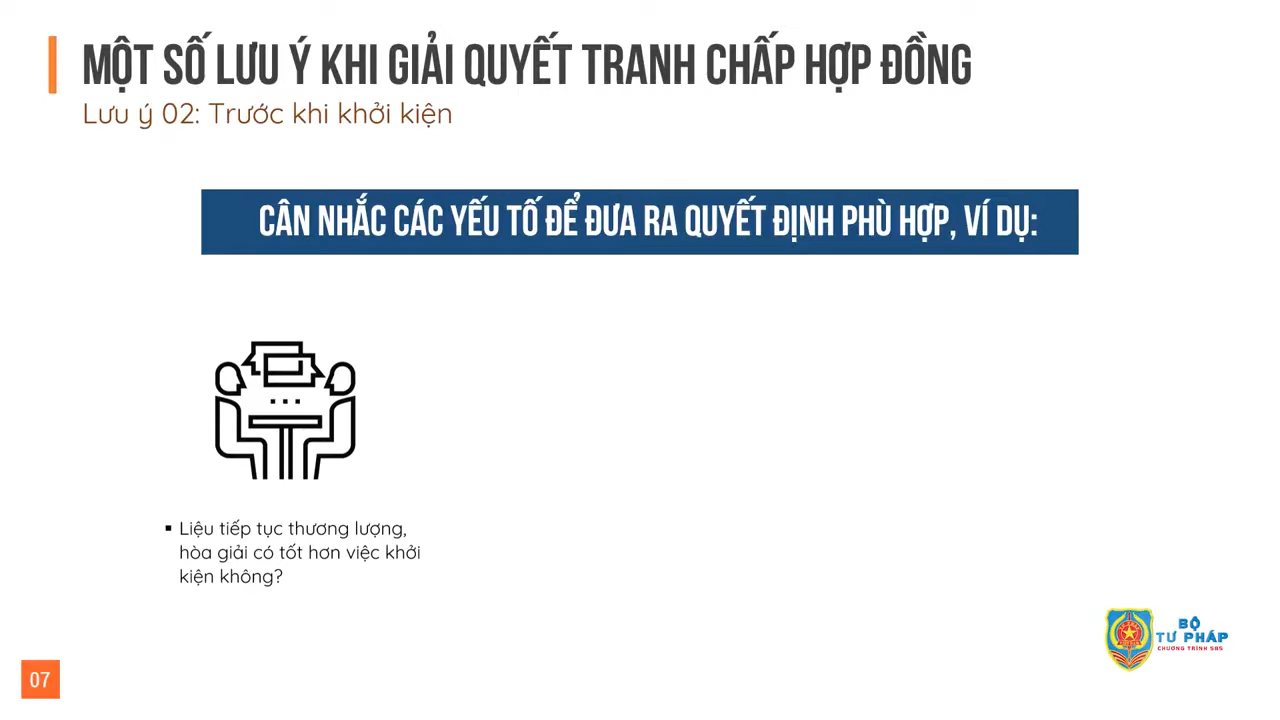 MỘT SỐ LƯU Ý KHI GIẢI QUYẾT TRANH CHẤP HỢP ĐỒNG
Lưu ý 02: Trước khi khởi kiện
CÂN NHẮC CÁC YẾU TỐ ĐỂ ĐƯA RA QUYẾT ĐỊNH PHÙ HỢP, VÍ DỤ:
▪ Liệu tiếp tục thương lượng,
hòa giải có tốt hơn việc khởi
kiện không?
BỘ
TƯ PHÁP
CHƯƠNG TRÌNH 585
07